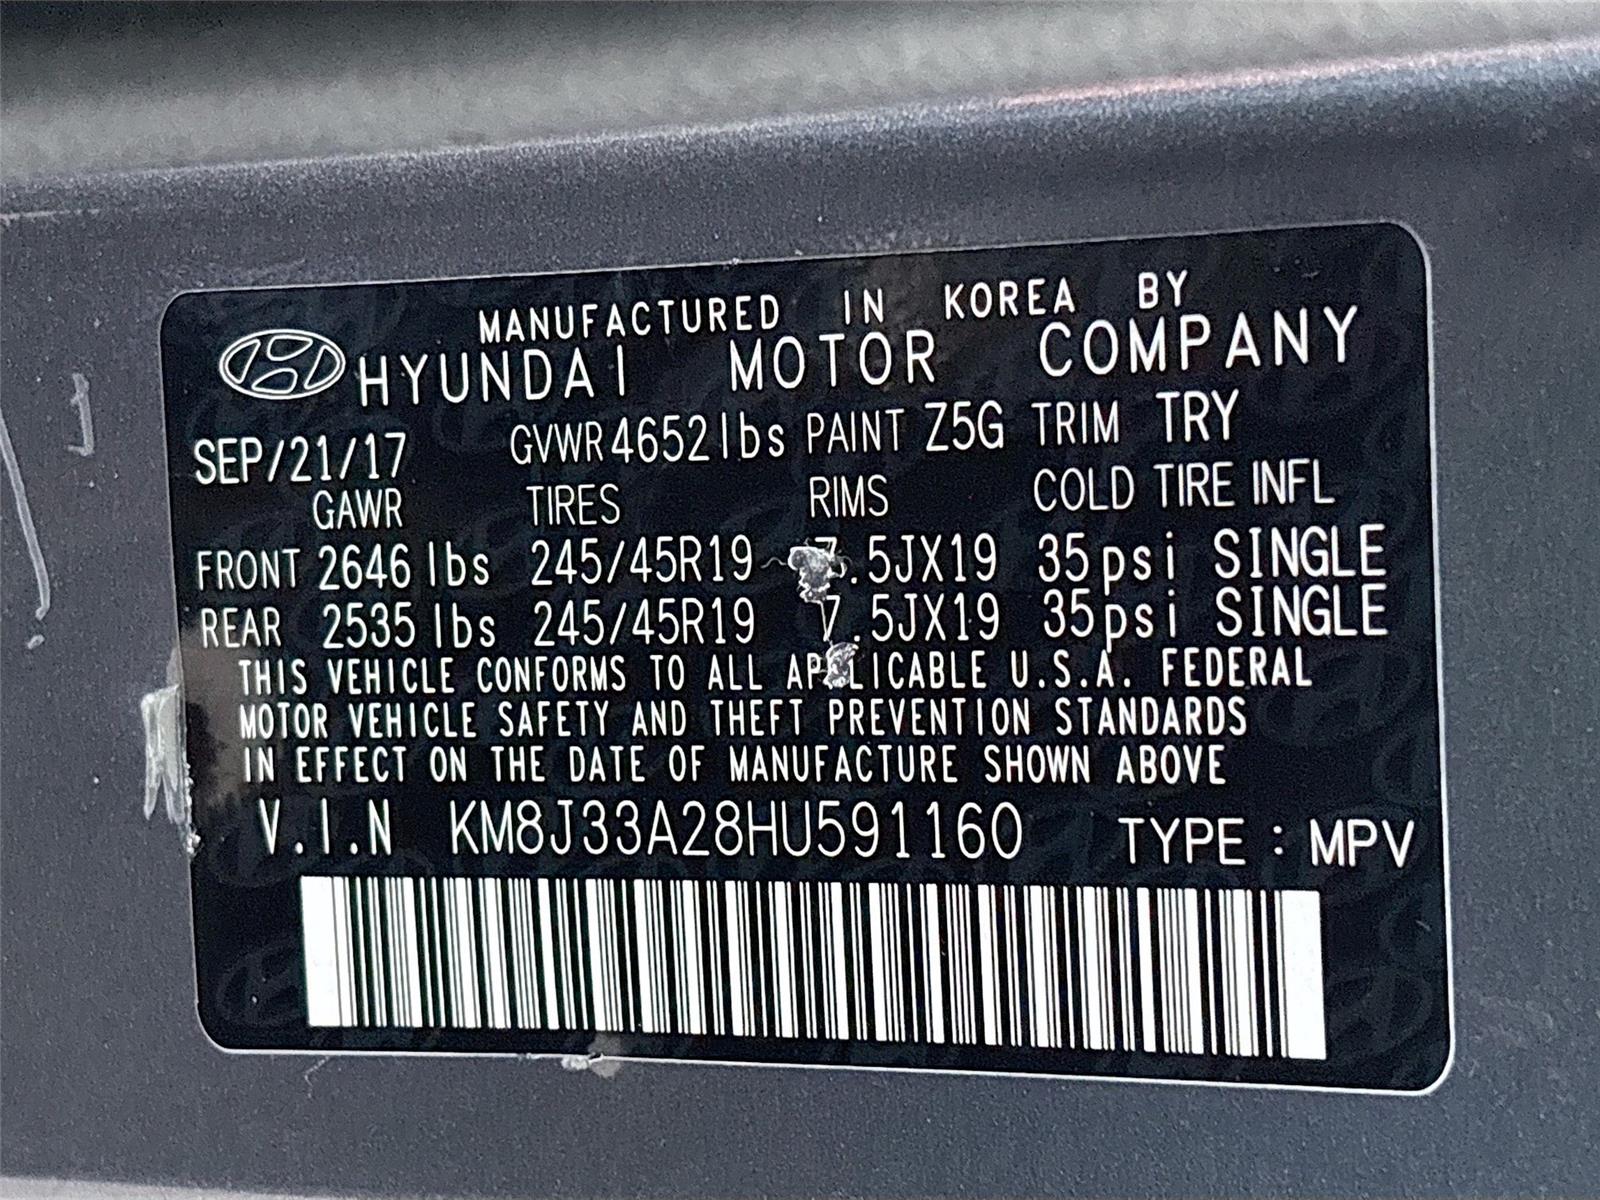 MANUFACTURED IN KOREA BY
HYUNDAI MOTOR COMPANY
SEP/21/17 GVWR 4652 lbs PAINT Z5G TRIM TRY
GAWR TIRES RIMS COLD TIRE INFL
FRONT 2646 lbs 245/45R19 7.5JX19 35psi SINGLE
REAR 2535 lbs 245/45R19 7.5JX19 35psi SINGLE
THIS VEHICLE CONFORMS TO ALL APPLICABLE U.S.A. FEDERAL
MOTOR VEHICLE SAFETY AND THEFT PREVENTION STANDARDS
IN EFFECT ON THE DATE OF MANUFACTURE SHOWN ABOVE
V.I.N KM8J33A28HU591160 TYPE : MPV